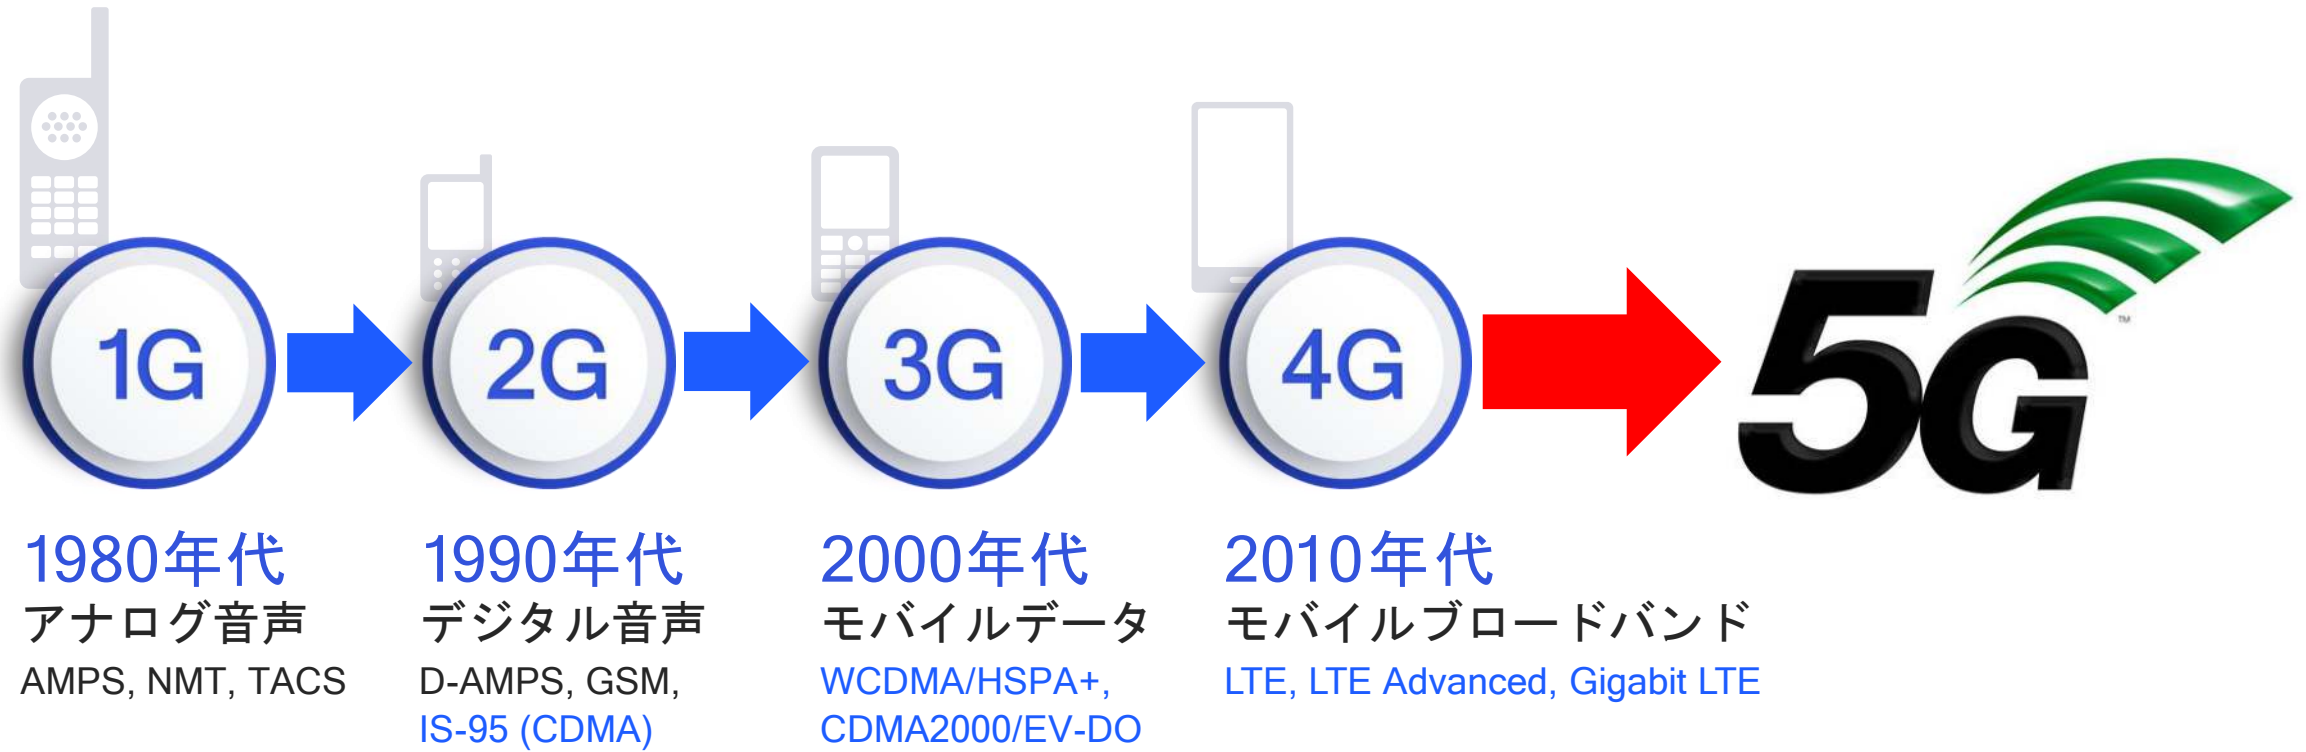 1G
2G
3G
4G
5G
TM
1980年代
アナログ音声
AMPS, NMT, TACS
1990年代
デジタル音声
D-AMPS, GSM,
IS-95 (CDMA)
2000年代
モバイルデータ
WCDMA/HSPA+,
CDMA2000/EV-DO
2010年代
モバイルブロードバンド
LTE, LTE Advanced, Gigabit LTE